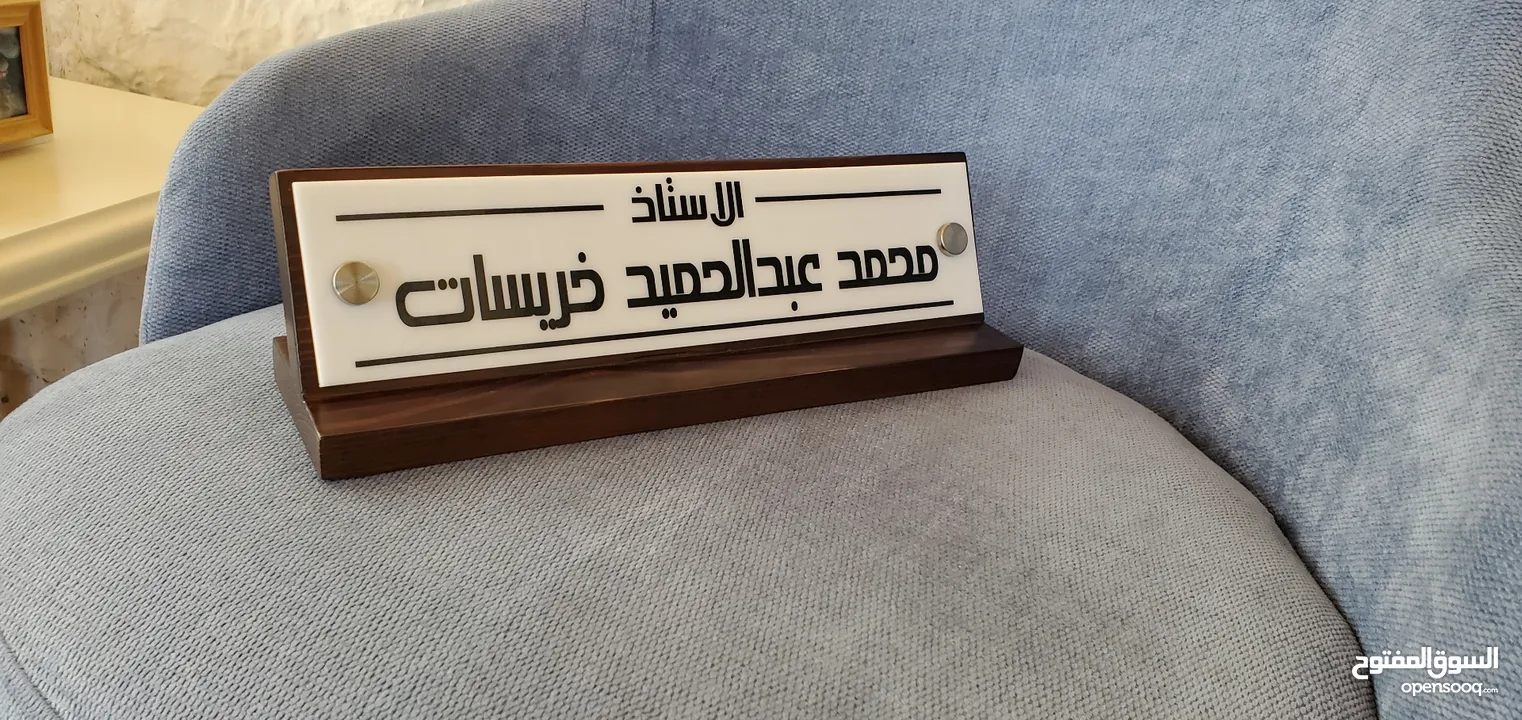 الاستاذ
محمد عبدالحميد خريسات
السوق المفتوح
opensooq.com